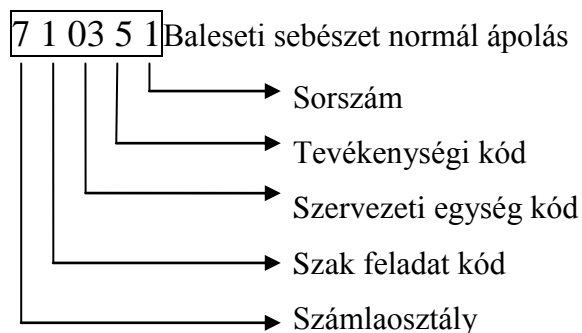 7 1 03 5 1 Baleseti sebészet normál ápolás
Sorszám
Tevékenységi kód
Szervezeti egység kód
Szak feladat kód
Számlaosztály